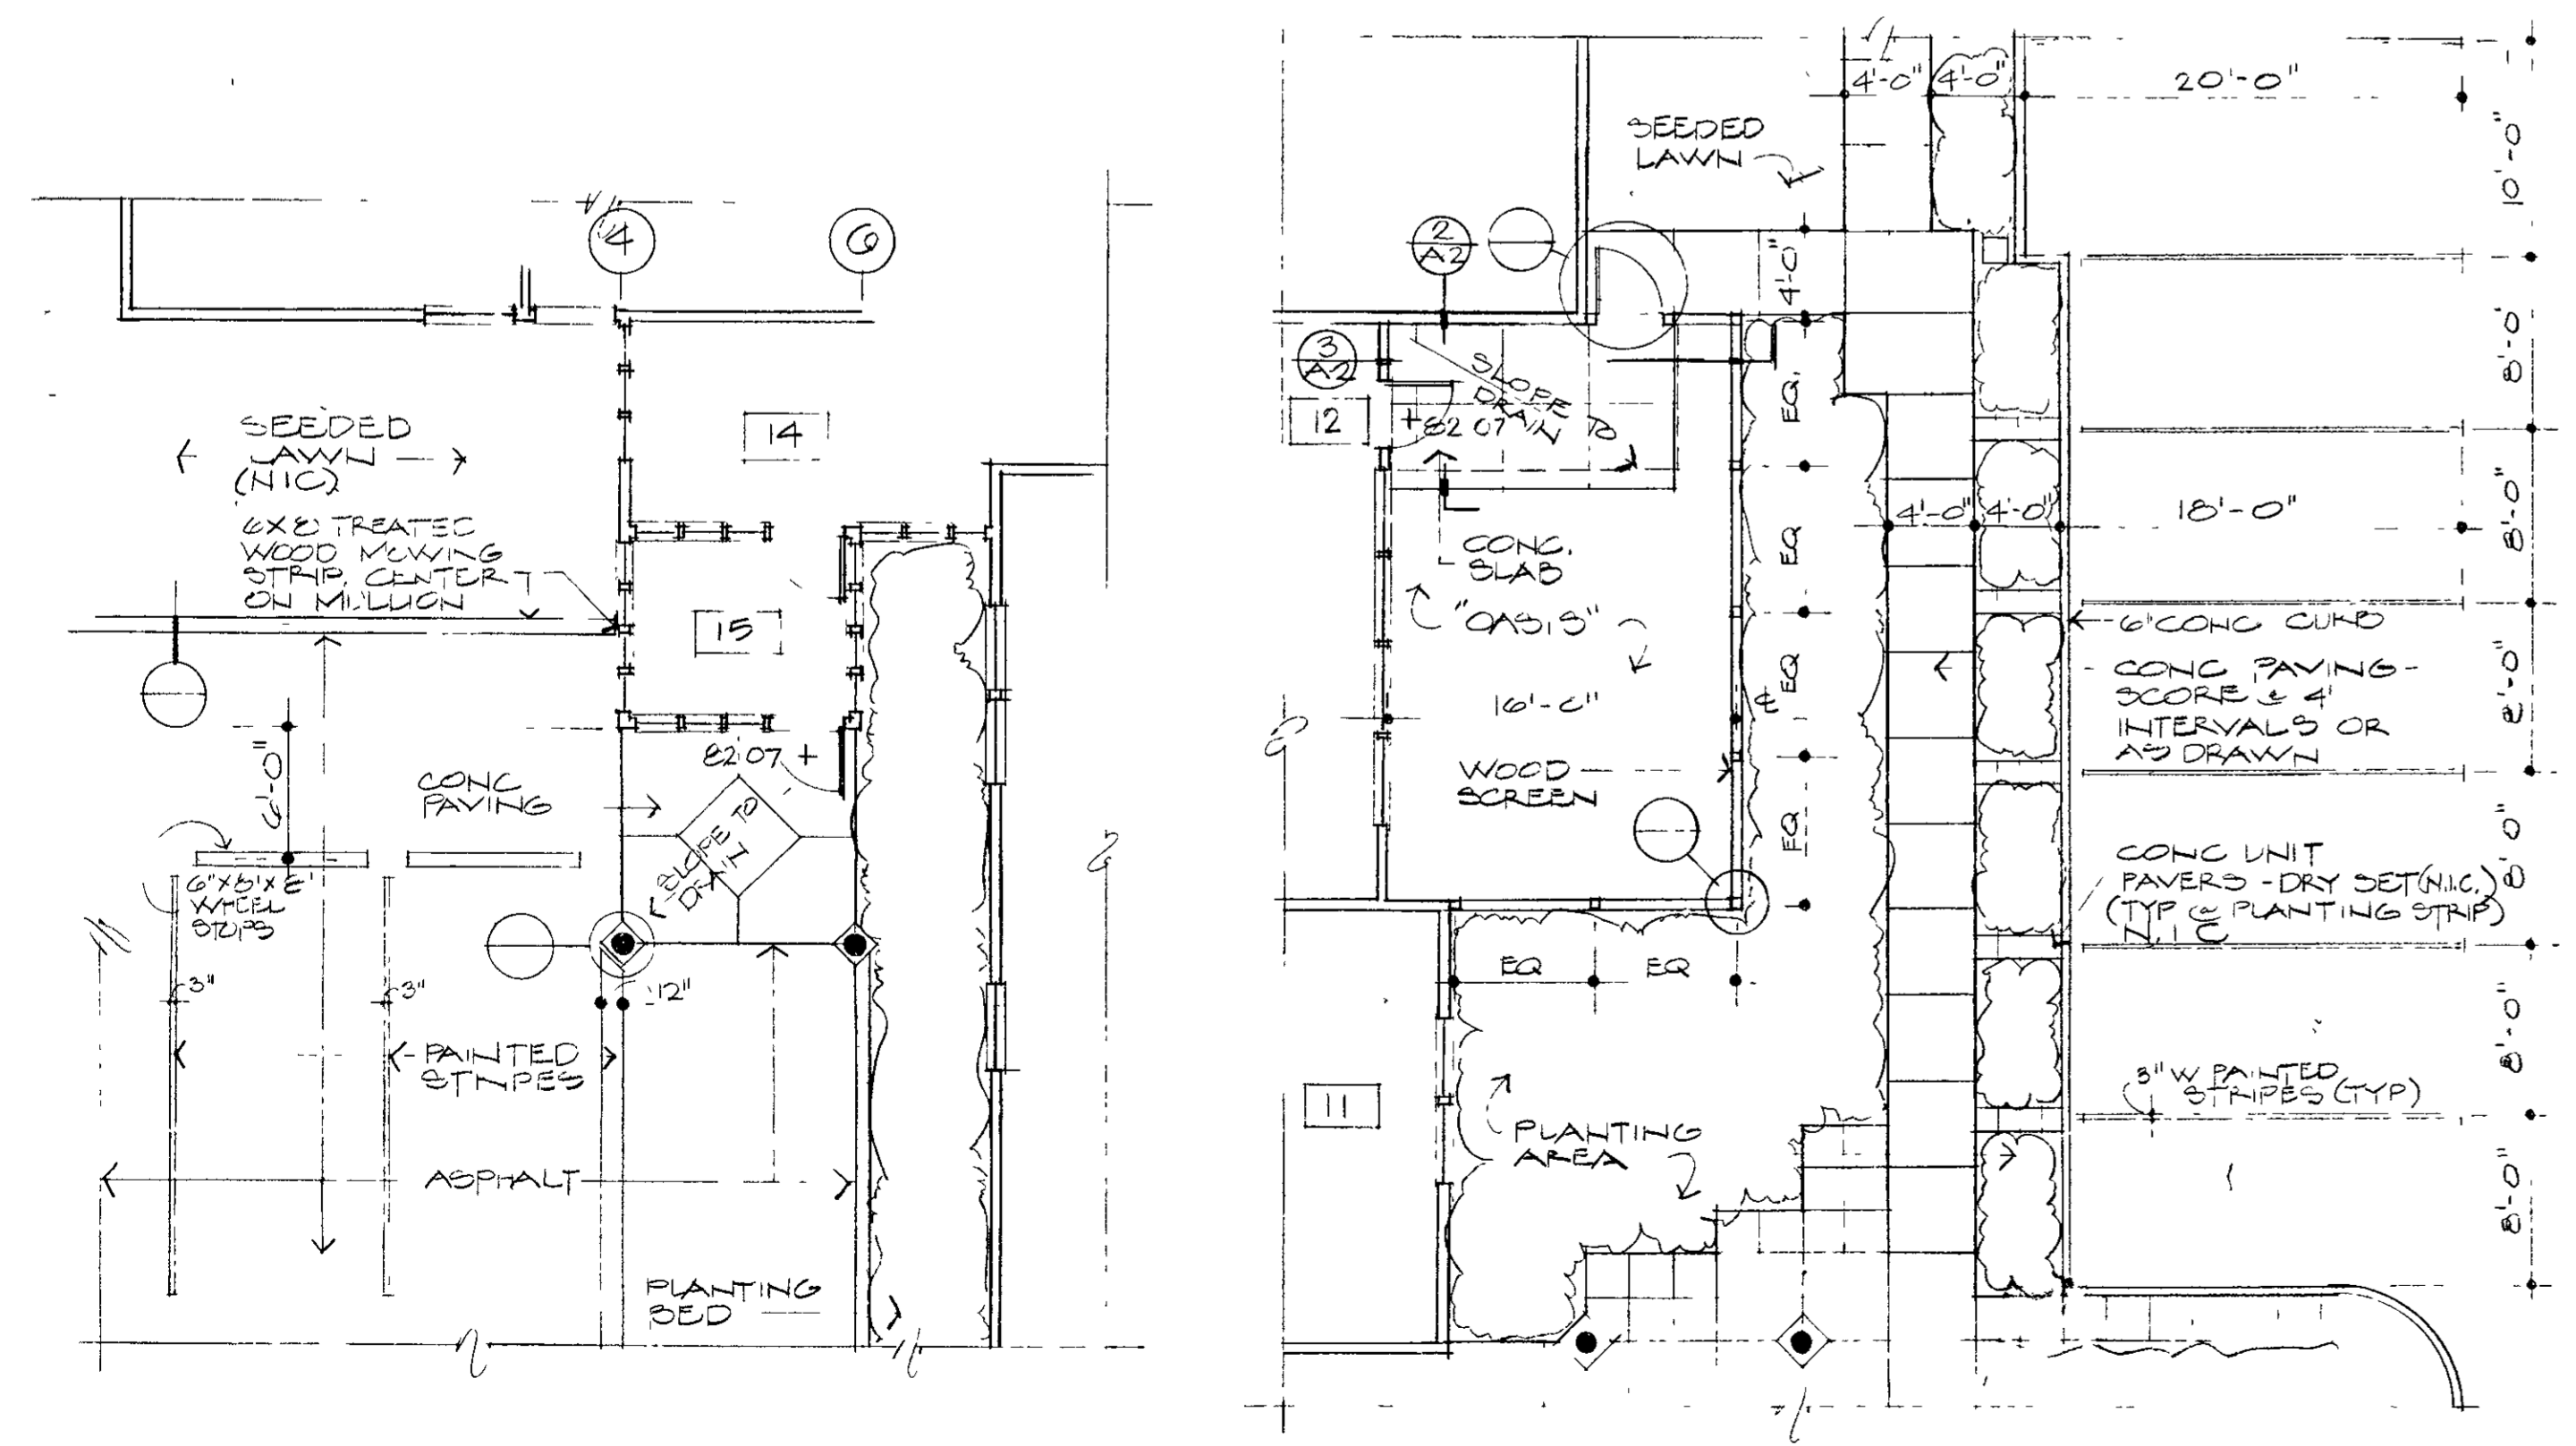 4
6
14
SEEDED
LAWN
(NIC)
6X8 TREATED
WOOD MOWING
STRIP, CENTER
ON MULLION
15
82.07 +
6'-0"
CONC
PAVING
SLOPE TO
DRAIN
6"X8"X8'
WHEEL
STOPS
3"
3"
12"
PAINTED
STRIPES
ASPHALT
PLANTING
BED
4'-0"
4'-0"
20'-0"
SEEDED
LAWN
10'-0"
2
A2
4'-0"
3
A2
SLOPE TO
DRAIN
8'-0"
EQ.
12
+ 82.07
4'-0"
4'-0"
18'-0"
8'-0"
CONC.
SLAB
EQ
"OASIS"
6" CONC CURB
EQ
CONC PAVING-
SCORE @ 4'
INTERVALS OR
AS DRAWN
8'-0"
16'-0"
WOOD
SCREEN
EQ
CONC UNIT
PAVERS - DRY SET (N.I.C.)
(TYP @ PLANTING STRIP)
N.I.C
8'-0"
EQ
EQ
8'-0"
3" W PAINTED
STRIPES (TYP)
11
PLANTING
AREA
8'-0"